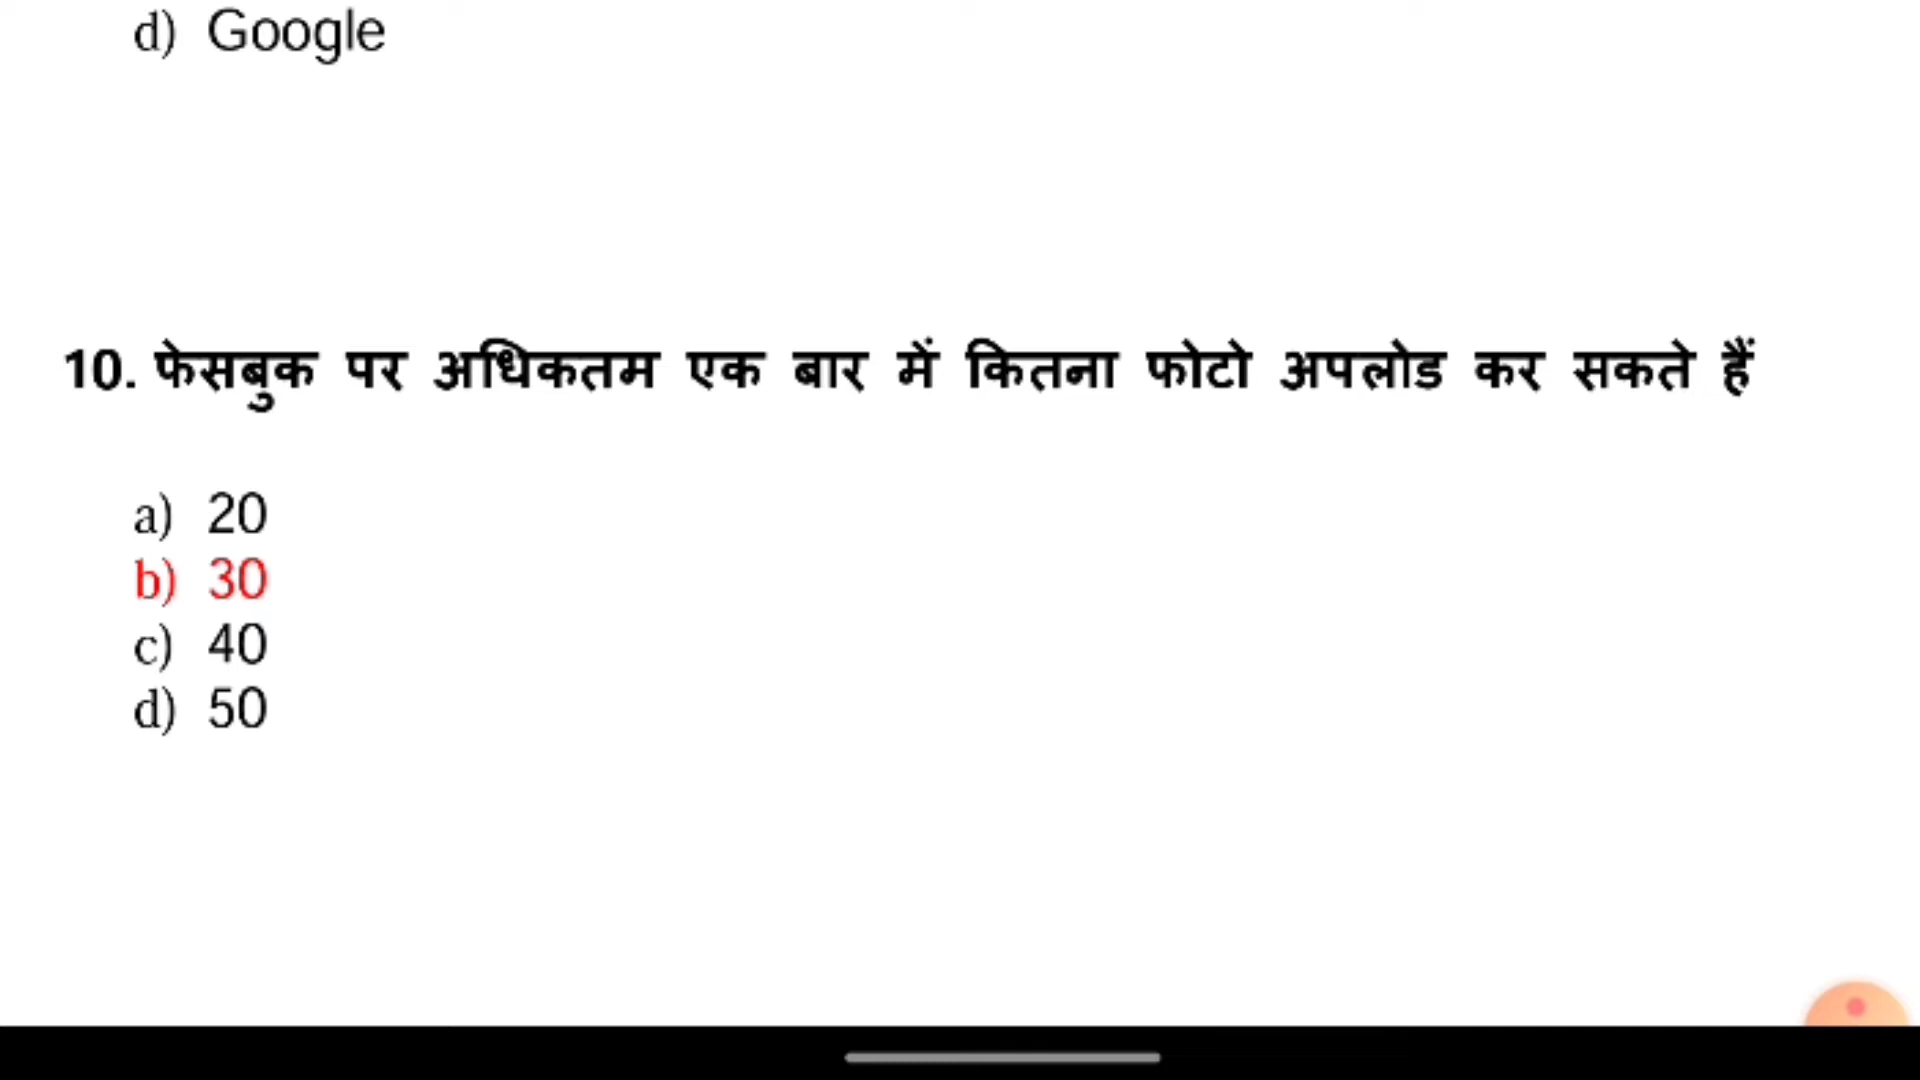 d) Google
10. फेसबुक पर अधिकतम एक बार में कितना फोटो अपलोड कर सकते हैं
a) 20
b) 30
c) 40
d) 50